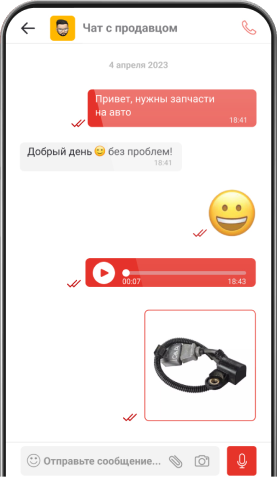 Чат с продавцом
4 апреля 2023
Привет, нужны запчасти
на авто
18:41
Добрый день 😊 без проблем!
18:41
00:07
18:43
Отправьте сообщение...